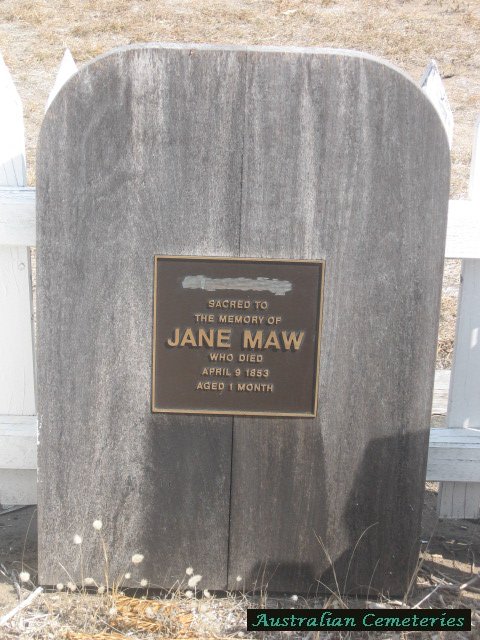 SACRED TO
THE MEMORY OF
JANE MAW
WHO DIED
APRIL 9 1853
AGED 1 MONTH
Australian Cemeteries